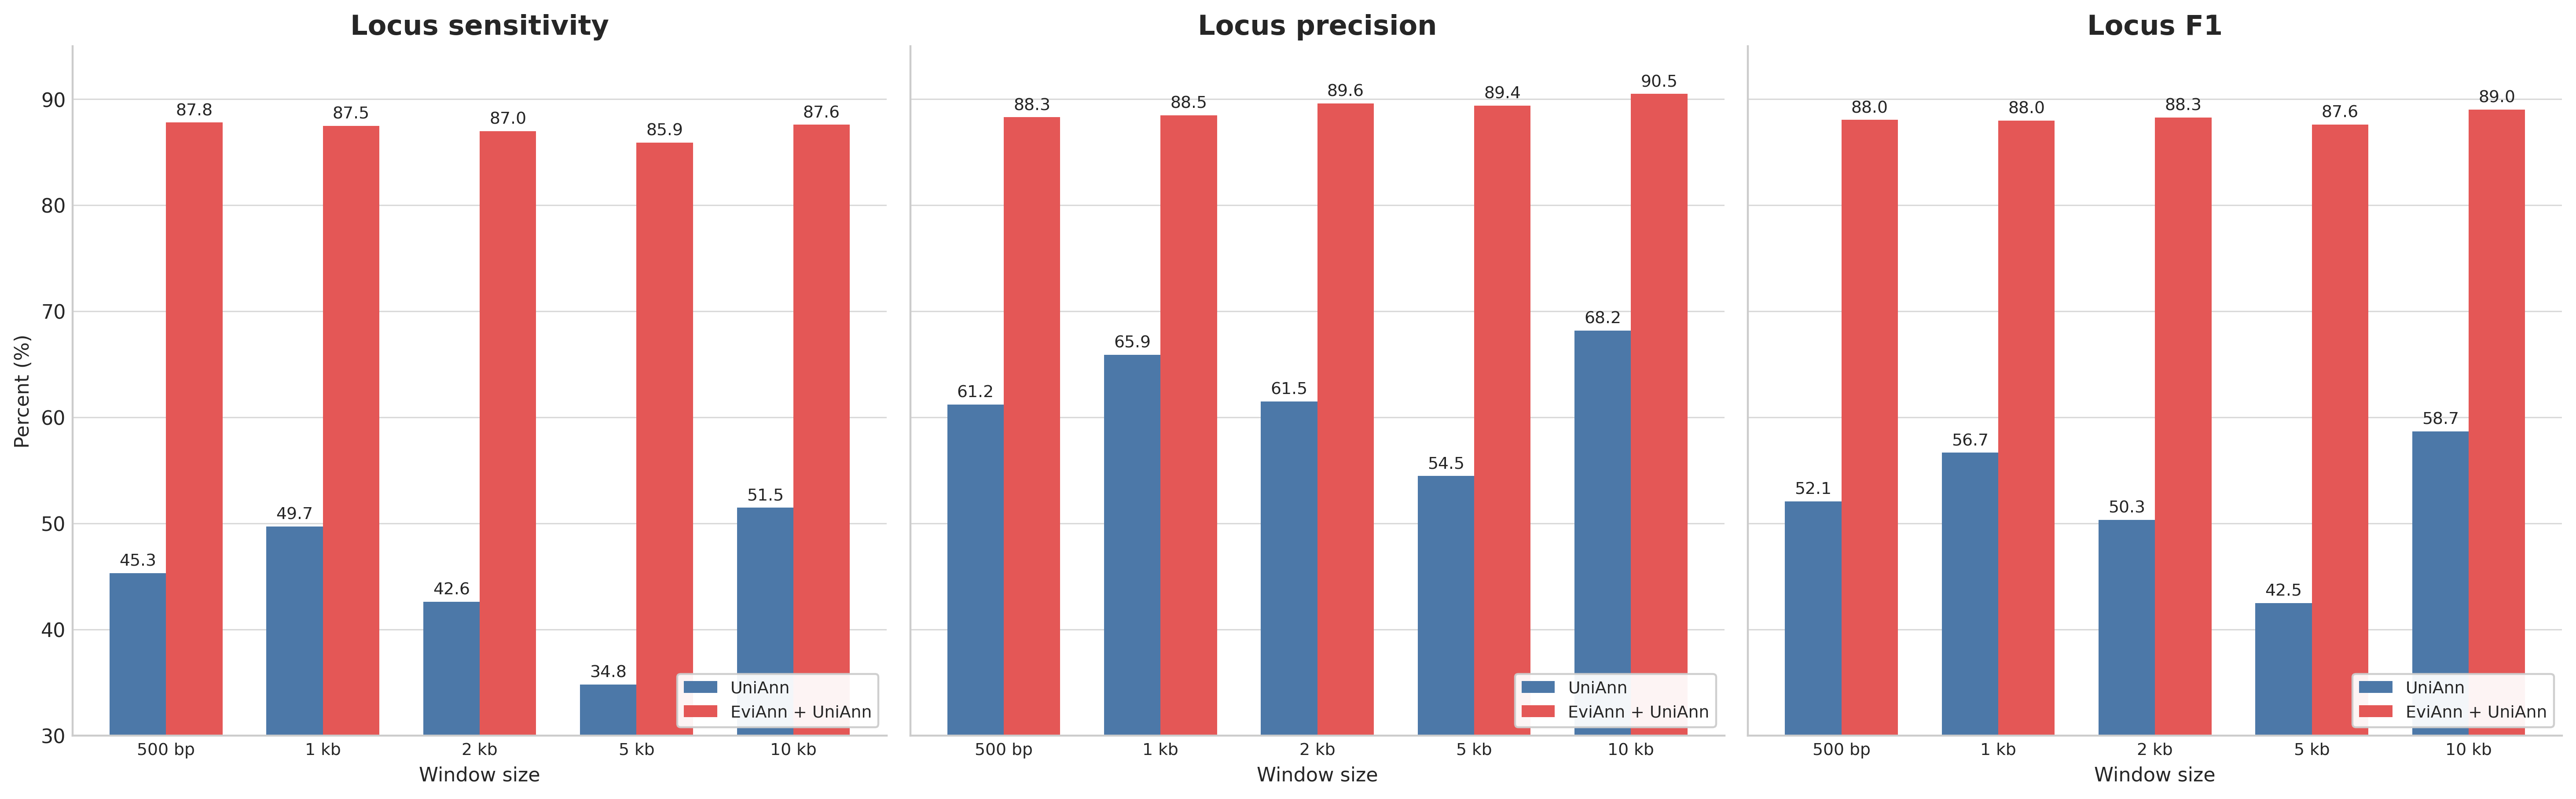 Locus sensitivity
Percent (%)
90
80
70
60
50
40
30
87.8
87.5
87.0
85.9
87.6
45.3
49.7
42.6
34.8
51.5
UniAnn
EviAnn + UniAnn
500 bp
1 kb
2 kb
5 kb
10 kb
Window size
Locus precision
88.3
88.5
89.6
89.4
90.5
61.2
65.9
61.5
54.5
68.2
UniAnn
EviAnn + UniAnn
500 bp
1 kb
2 kb
5 kb
10 kb
Window size
Locus F1
88.0
88.0
88.3
87.6
89.0
52.1
56.7
50.3
42.5
58.7
UniAnn
EviAnn + UniAnn
500 bp
1 kb
2 kb
5 kb
10 kb
Window size